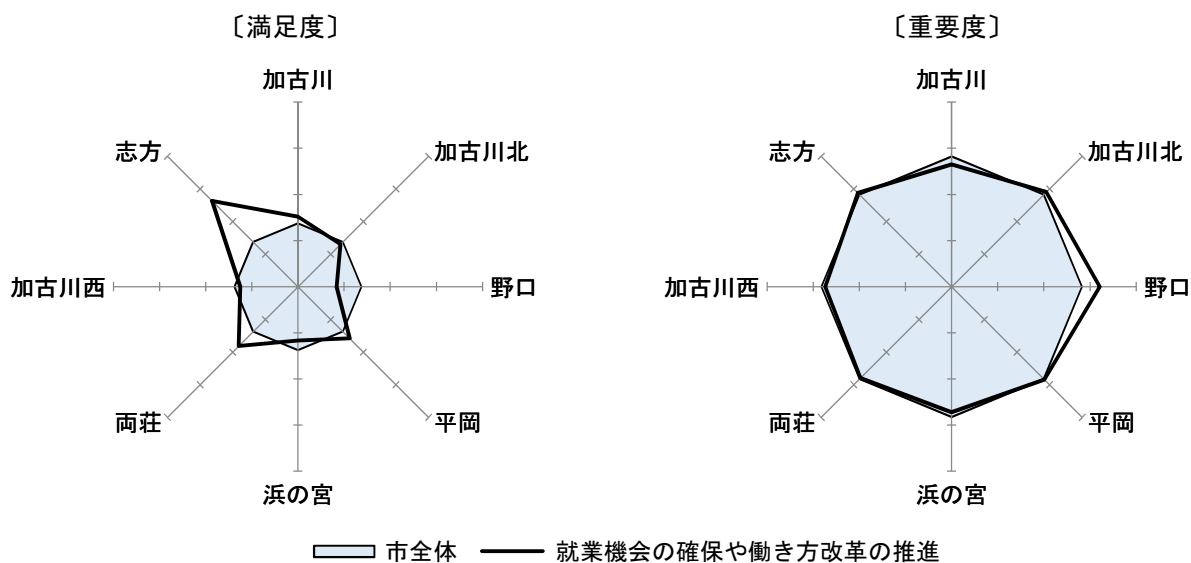 〔満足度〕
加古川
加古川北
野口
平岡
浜の宮
両荘
加古川西
志方
〔重要度〕
加古川
加古川北
野口
平岡
浜の宮
両荘
加古川西
志方
市全体
就業機会の確保や働き方改革の推進